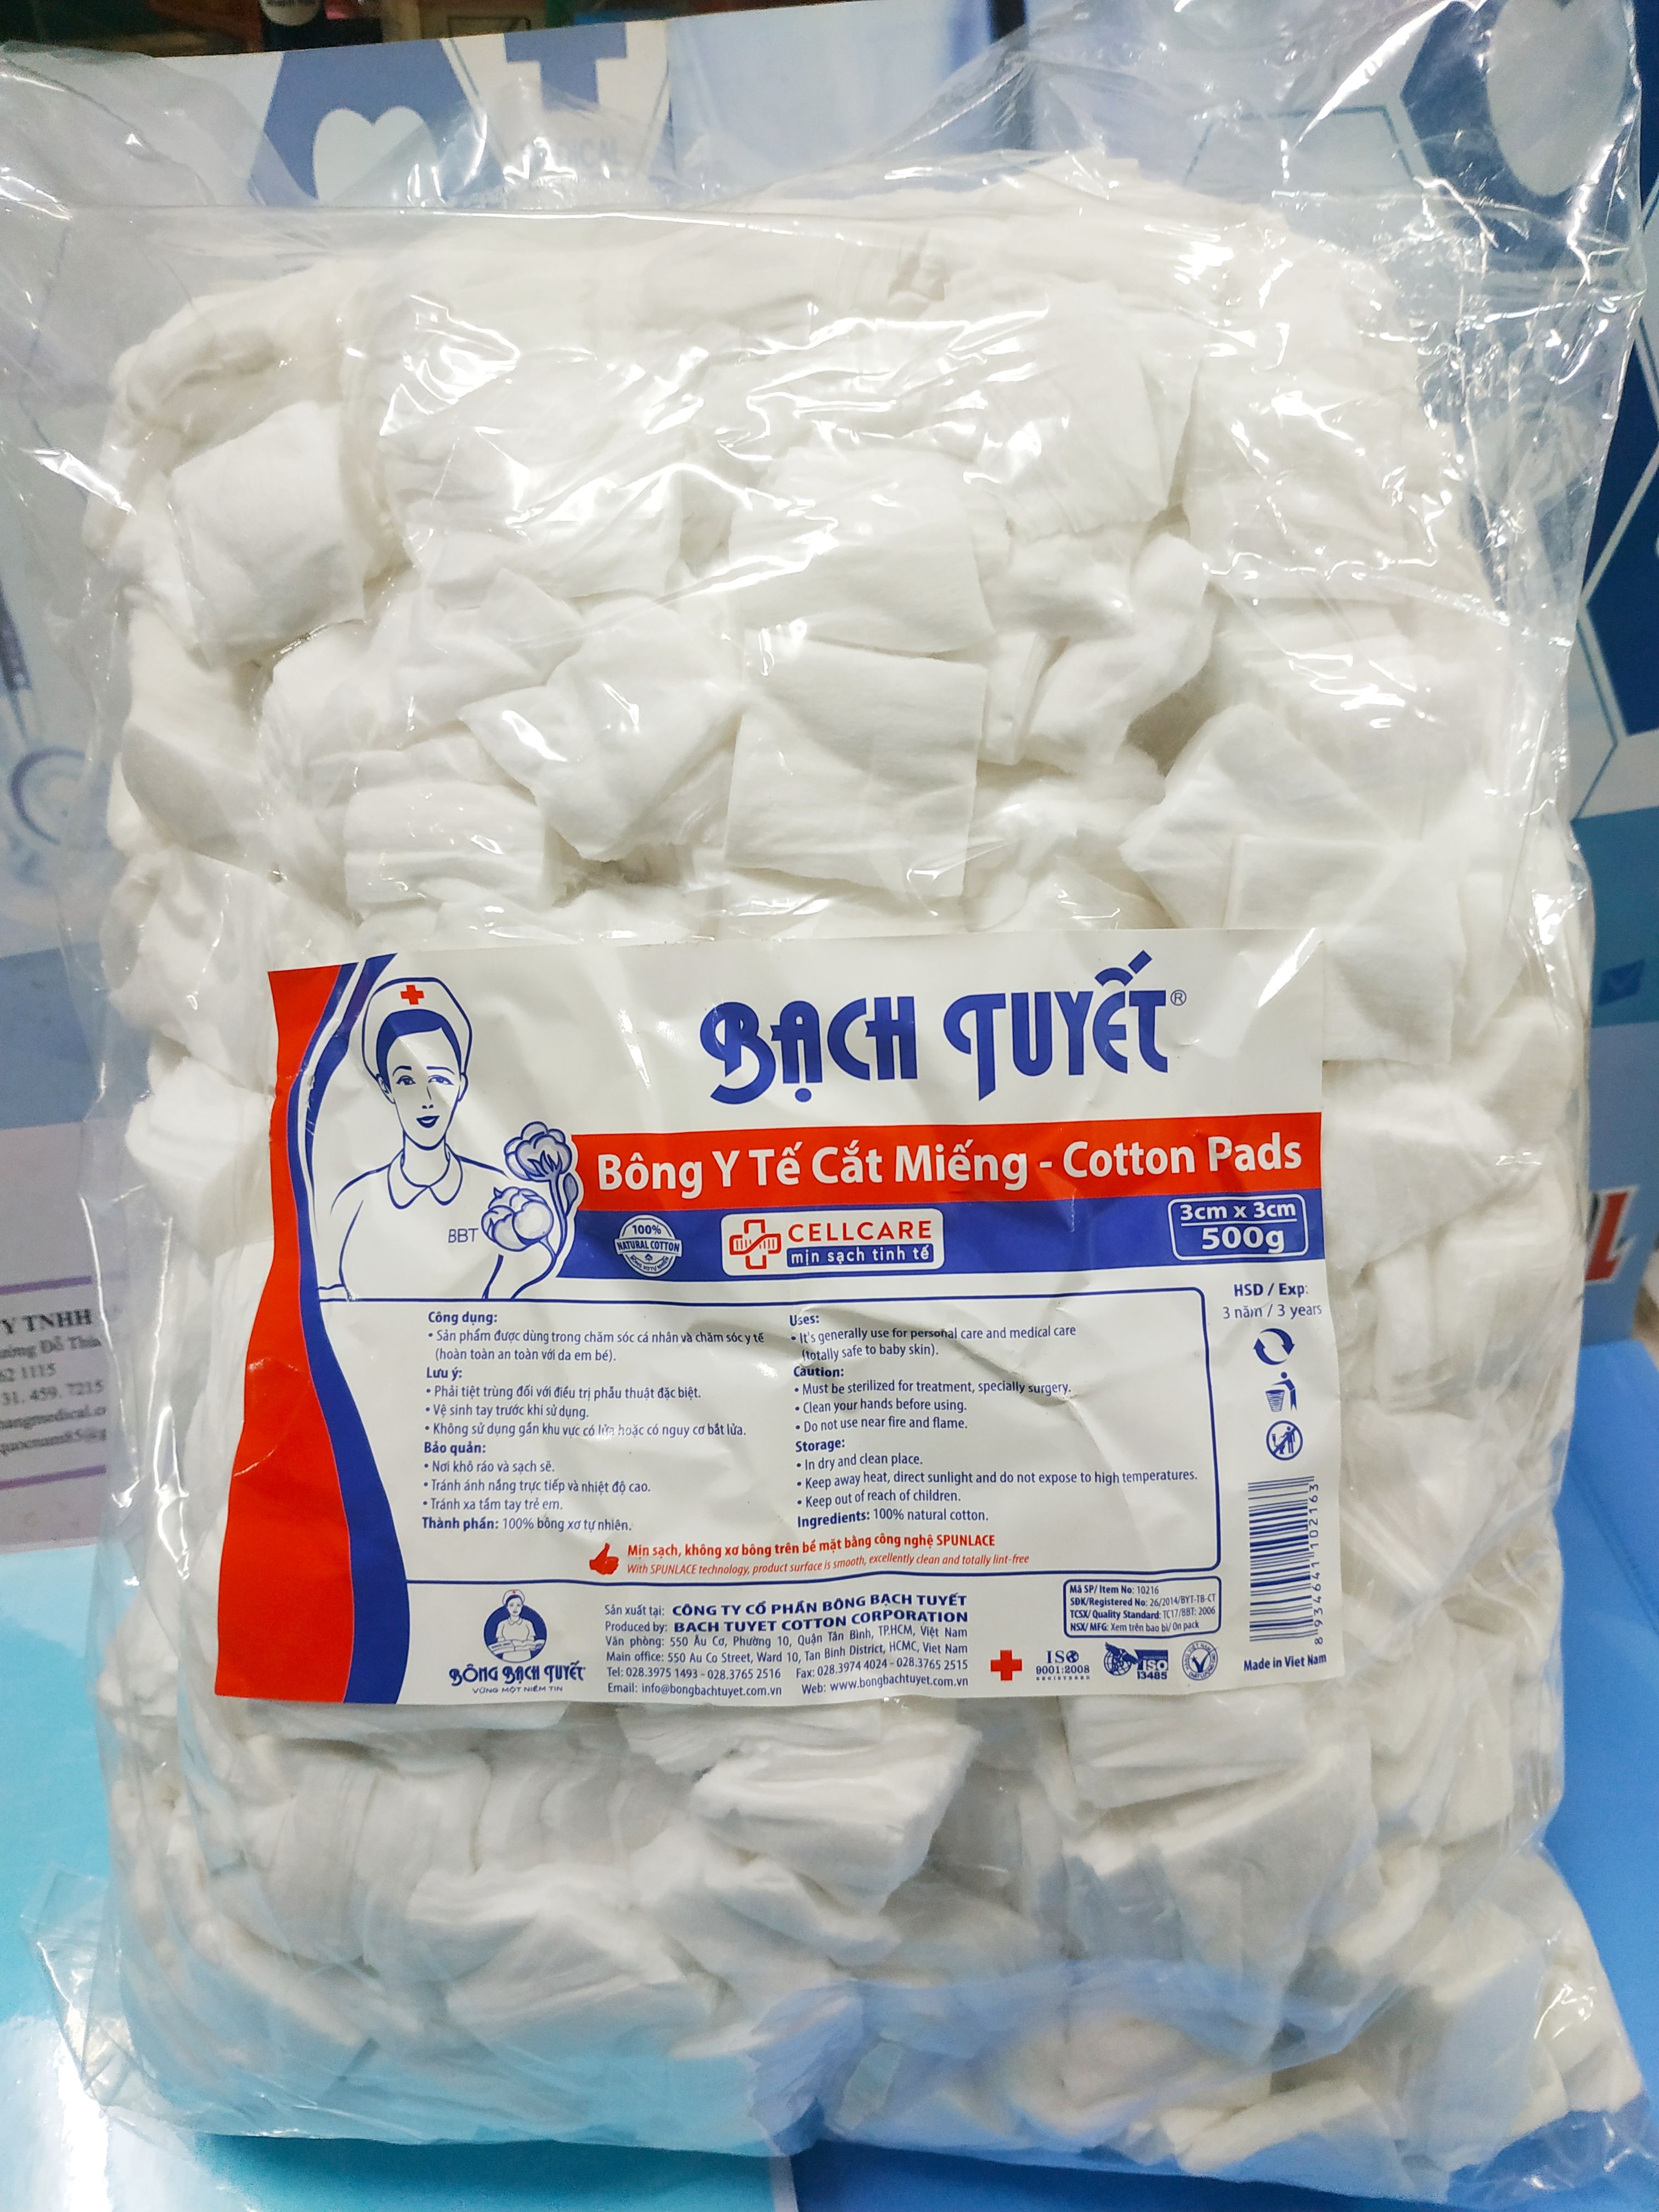 BẠCH TUYẾT®
Bông Y Tế Cắt Miếng - Cotton Pads
100%
NATURAL COTTON
CELLCARE
mịn sạch tinh tế
3cm x 3cm
500g
BBT
HSD / Exp:
3 năm / 3 years
Công dụng:
• Sản phẩm được dùng trong chăm sóc cá nhân và chăm sóc y tế
(hoàn toàn an toàn với da em bé).
Lưu ý:
• Phải tiệt trùng đối với điều trị phẫu thuật đặc biệt.
• Vệ sinh tay trước khi sử dụng.
• Không sử dụng gần khu vực có lửa hoặc có nguy cơ bắt lửa.
Bảo quản:
• Nơi khô ráo và sạch sẽ.
• Tránh ánh nắng trực tiếp và nhiệt độ cao.
• Tránh xa tầm tay trẻ em.
Thành phần: 100% bông xơ tự nhiên.
Uses:
• It's generally use for personal care and medical care
(totally safe to baby skin).
Caution:
• Must be sterilized for treatment, specially surgery.
• Clean your hands before using.
• Do not use near fire and flame.
Storage:
• In dry and clean place.
• Keep away heat, direct sunlight and do not expose to high temperatures.
• Keep out of reach of children.
Ingredients: 100% natural cotton.
Mịn sạch, không xơ bông trên bề mặt bằng công nghệ SPUNLACE
With SPUNLACE technology, product surface is smooth, excellently clean and totally lint-free
BÔNG BẠCH TUYẾT
VỮNG MỘT NIỀM TIN
Sản xuất tại: CÔNG TY CỔ PHẦN BÔNG BẠCH TUYẾT
Produced by: BACH TUYET COTTON CORPORATION
Văn phòng: 550 Âu Cơ, Phường 10, Quận Tân Bình, TP.HCM, Việt Nam
Main office: 550 Au Co Street, Ward 10, Tan Binh District, HCMC, Viet Nam
Tel: 028.3975 1493 - 028.3765 2516 Fax: 028.3974 4024 - 028.3765 2515
Email: info@bongbachtuyet.com.vn Web: www.bongbachtuyet.com.vn
Mã SP/ Item No: 10216
SĐK/Registered No: 26/2014/BYT-TB-CT
TCSX/ Quality Standard: TC17/BBT: 2006
NSX/ MFG: Xem trên bao bì/ On pack
ISO
9001:2008
REGISTERED
ISO
13485
8 934641 102163
Made in Viet Nam
Y TNHH
62 1115
31. 459. 7215